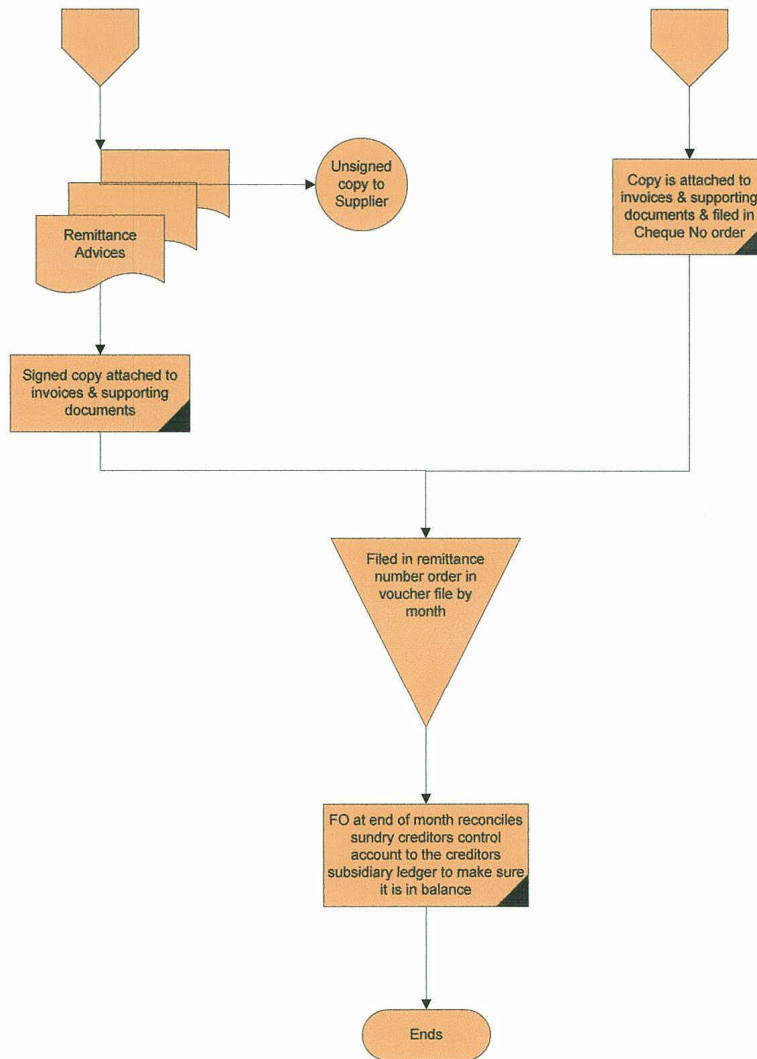 Unsigned
copy to
Supplier
Copy is attached to
invoices & supporting
documents & filed in
Cheque No order
Remittance
Advices
Signed copy attached to
invoices & supporting
documents
Filed in remittance
number order in
voucher file by
month
FO at end of month reconciles
sundry creditors control
account to the creditors
subsidiary ledger to make sure
it is in balance
Ends